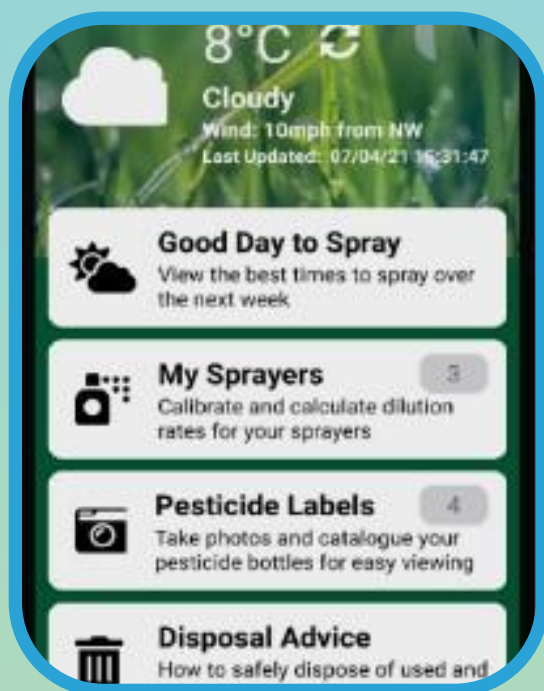 8°C
Cloudy
Wind: 10mph from NW
Last Updated: 07/04/21 15:31:47
Good Day to Spray
View the best times to spray over
the next week
My Sprayers
3
Calibrate and calculate dilution
rates for your sprayers
Pesticide Labels
4
Take photos and catalogue your
pesticide bottles for easy viewing
Disposal Advice
How to safely dispose of used and